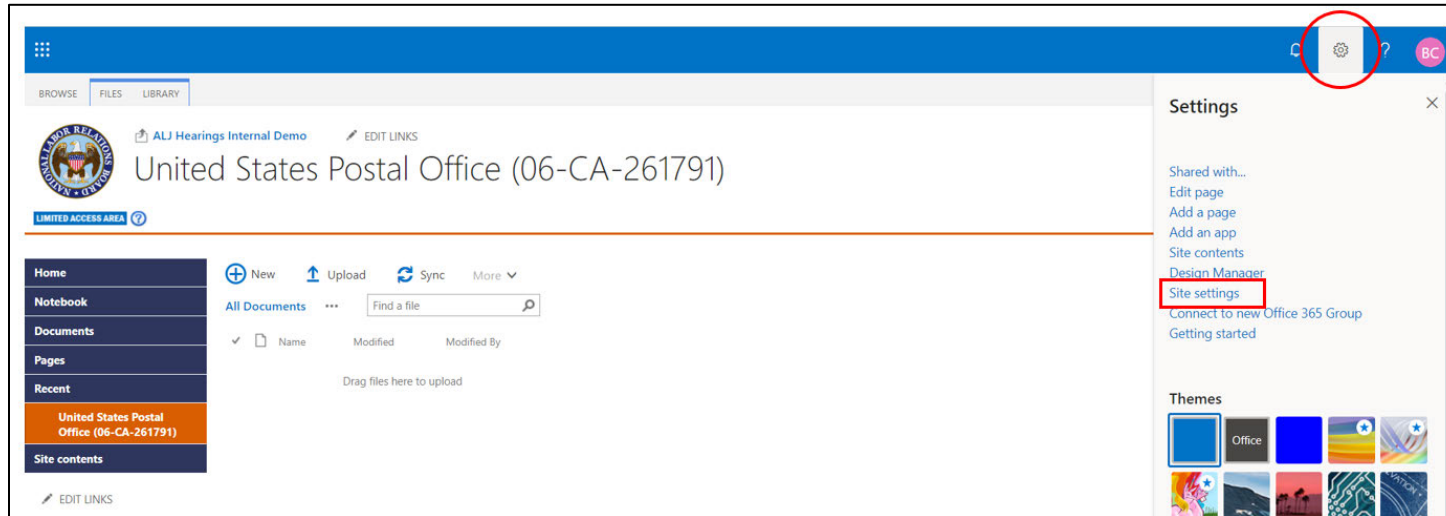 ?
BC
BROWSE FILES LIBRARY
ALJ Hearings Internal Demo EDIT LINKS
United States Postal Office (06-CA-261791)
NATIONAL LABOR RELATIONS BOARD
LIMITED ACCESS AREA ?
Home
Notebook
Documents
Pages
Recent
United States Postal
Office (06-CA-261791)
Site contents
EDIT LINKS
New Upload Sync More
All Documents ••• Find a file
Name Modified Modified By
Drag files here to upload
Settings
Shared with...
Edit page
Add a page
Add an app
Site contents
Design Manager
Site settings
Connect to new Office 365 Group
Getting started
Themes
Office